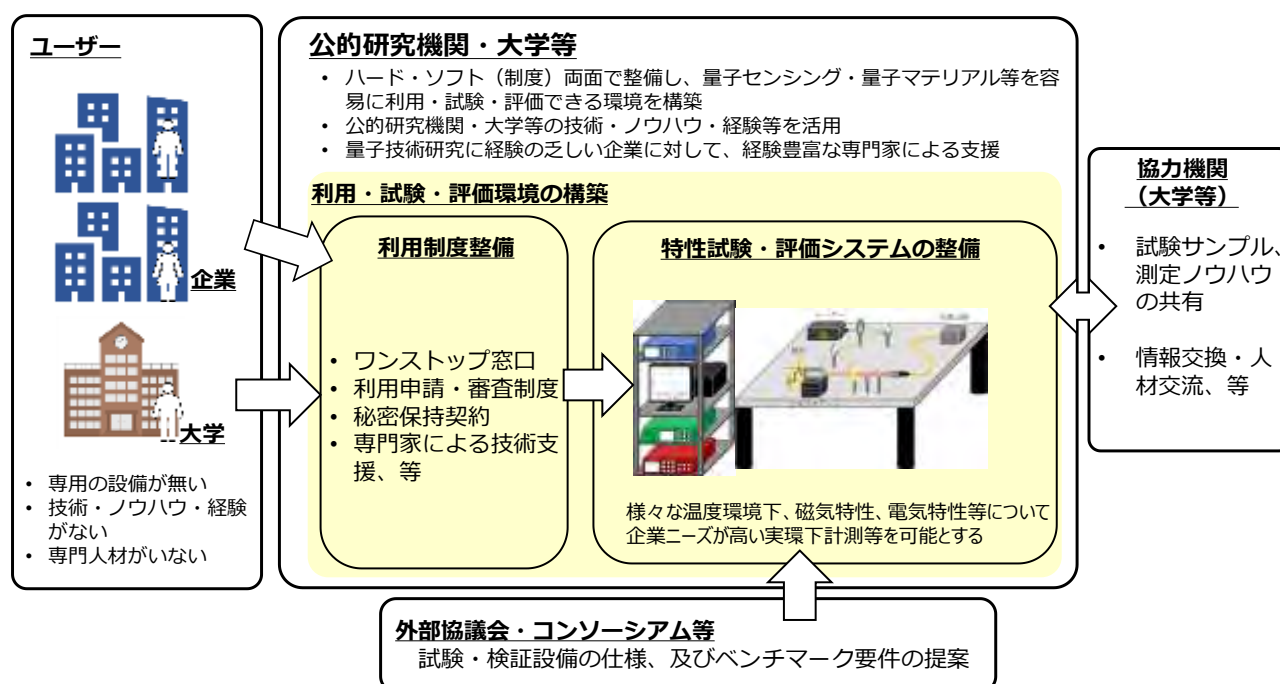 ユーザー
企業
大学
• 専用の設備が無い
• 技術・ノウハウ・経験
がない
• 専門人材がいない
公的研究機関・大学等
• ハード・ソフト（制度）両面で整備し、量子センシング・量子マテリアル等を容
易に利用・試験・評価できる環境を構築
• 公的研究機関・大学等の技術・ノウハウ・経験等を活用
• 量子技術研究に経験の乏しい企業に対して、経験豊富な専門家による支援
利用・試験・評価環境の構築
利用制度整備
• ワンストップ窓口
• 利用申請・審査制度
• 秘密保持契約
• 専門家による技術支
援、等
特性試験・評価システムの整備
様々な温度環境下、磁気特性、電気特性等について
企業ニーズが高い実環下計測等を可能とする
協力機関
（大学等）
• 試験サンプル、
測定ノウハウ
の共有
• 情報交換・人
材交流、等
外部協議会・コンソーシアム等
試験・検証設備の仕様、及びベンチマーク要件の提案